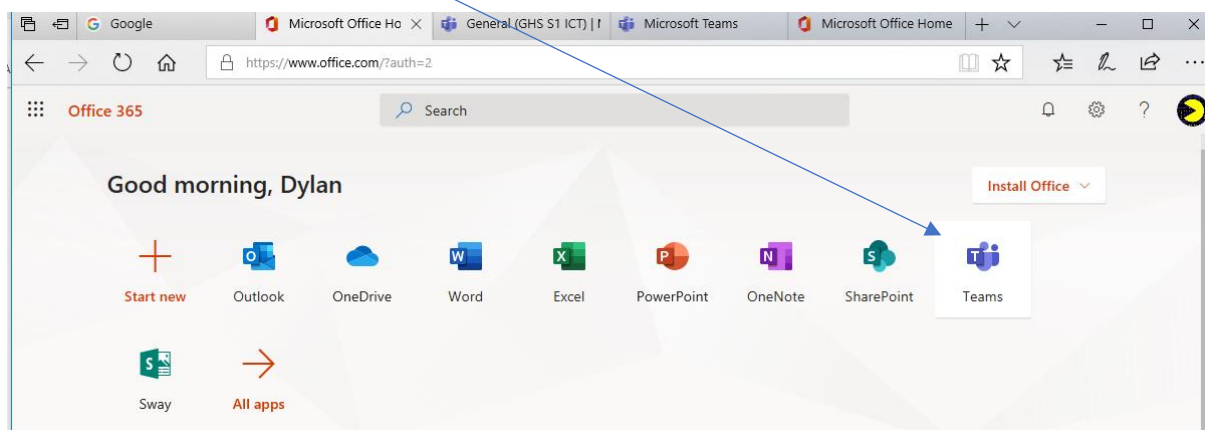 Google
Microsoft Office Ho
General (GHS S1 ICT) |
Microsoft Teams
Microsoft Office Home
https://www.office.com/?auth=2
Office 365
Search
?
Good morning, Dylan
Install Office
Start new
Outlook
OneDrive
Word
Excel
PowerPoint
OneNote
SharePoint
Teams
Sway
All apps